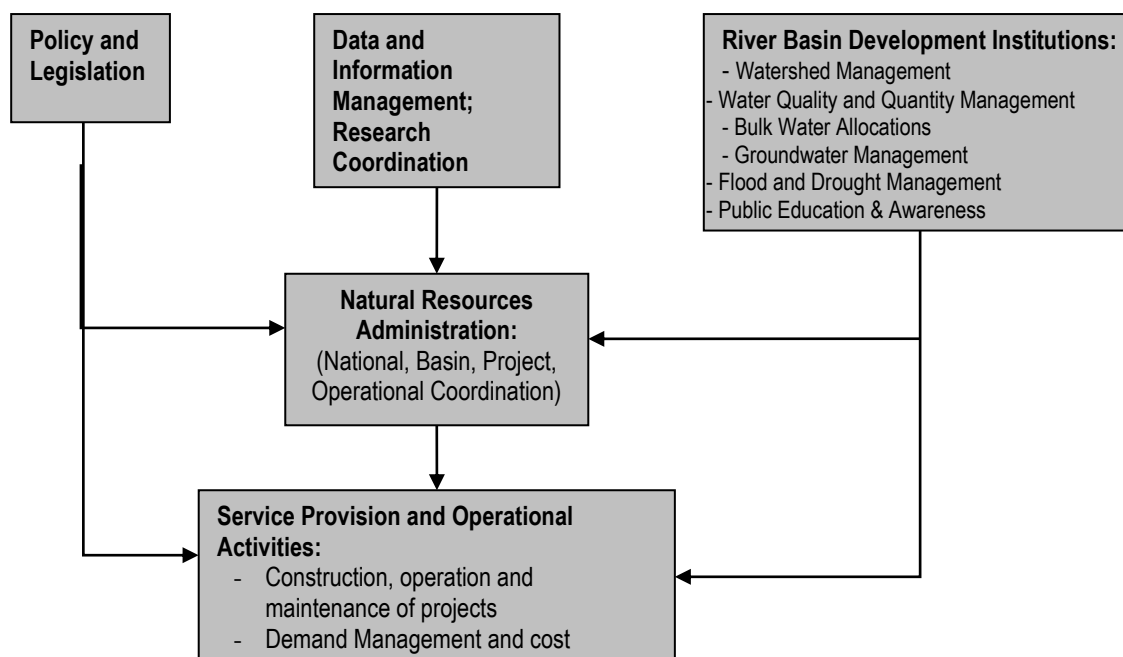 Policy and
Legislation
Data and
Information
Management;
Research
Coordination
River Basin Development Institutions:
- Watershed Management
- Water Quality and Quantity Management
- Bulk Water Allocations
- Groundwater Management
- Flood and Drought Management
- Public Education & Awareness
Natural Resources
Administration:
(National, Basin, Project,
Operational Coordination)
Service Provision and Operational
Activities:
- Construction, operation and
maintenance of projects
- Demand Management and cost